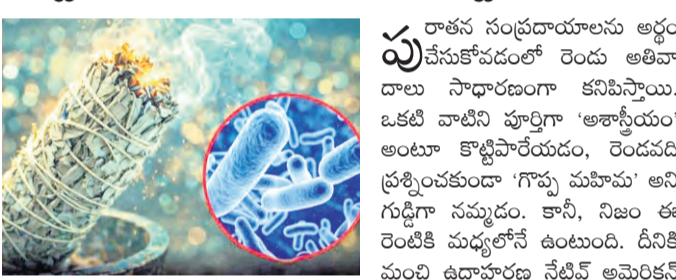 పురాతన సంప్రదాయాలను అర్థం
చేసుకోవడంలో రెండు అతివా
దాలు సాధారణంగా కనిపిస్తాయి.
ఒకటి వాటిని పూర్తిగా ‘అశాస్త్రీయం’
అంటూ కొట్టిపారేయడం, రెండవది
ప్రశ్నించకుండా ‘గొప్ప మహిమ’ అని
గుడ్డిగా నమ్మడం. కానీ, నిజం ఈ
రెంటికి మధ్యలోనే ఉంటుంది. దీనికి
మంచి ఉదాహరణ నేటివ్ అమెరికన్